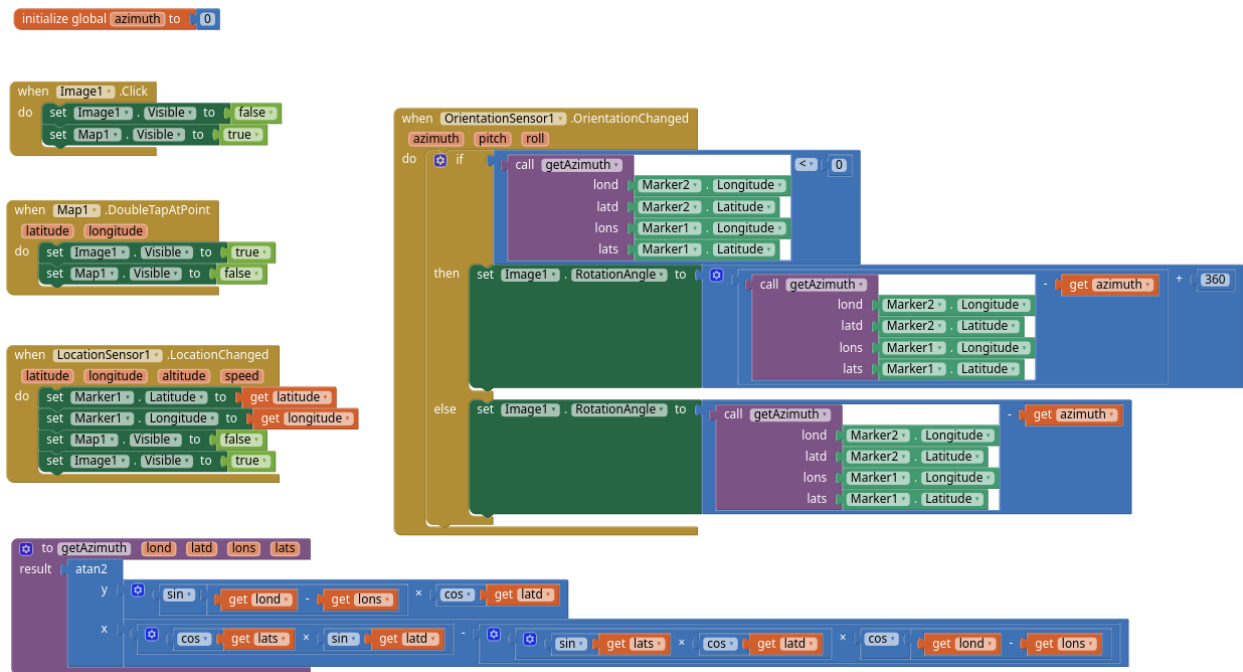 initialize global azimuth to 0
when Image1 .Click
do set Image1 . Visible to false
set Map1 . Visible to true
when Map1 .DoubleTapAtPoint
latitude longitude
do set Image1 . Visible to true
set Map1 . Visible to false
when LocationSensor1 .LocationChanged
latitude longitude altitude speed
do set Marker1 . Latitude to get latitude
set Marker1 . Longitude to get longitude
set Map1 . Visible to false
set Image1 . Visible to true
when OrientationSensor1 .OrientationChanged
azimuth pitch roll
do if call getAzimuth < 0
lond Marker2 . Longitude
latd Marker2 . Latitude
lons Marker1 . Longitude
lats Marker1 . Latitude
then set Image1 . RotationAngle to call getAzimuth - get azimuth + 360
lond Marker2 . Longitude
latd Marker2 . Latitude
lons Marker1 . Longitude
lats Marker1 . Latitude
else set Image1 . RotationAngle to call getAzimuth - get azimuth
lond Marker2 . Longitude
latd Marker2 . Latitude
lons Marker1 . Longitude
lats Marker1 . Latitude
to getAzimuth lond latd lons lats
result atan2
y sin get lond - get lons × cos get latd
x cos get lats × sin get latd - sin get lats × cos get latd × cos get lond - get lons